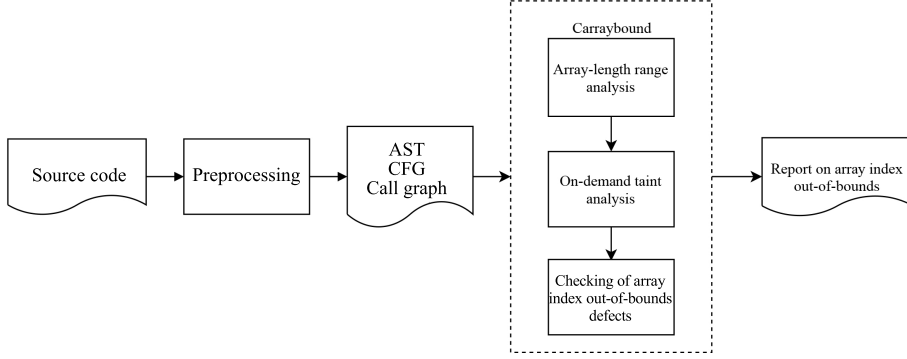 Source code
Preprocessing
AST
CFG
Call graph
Carraybound
Array-length range
analysis
On-demand taint
analysis
Checking of array
index out-of-bounds
defects
Report on array index
out-of-bounds